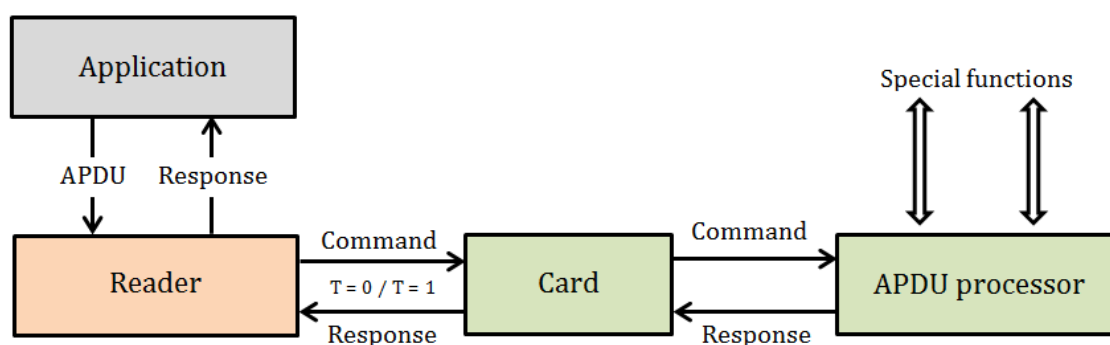 Application
Special functions
APDU
Response
Command
Command
Reader
T = 0 / T = 1
Card
APDU processor
Response
Response